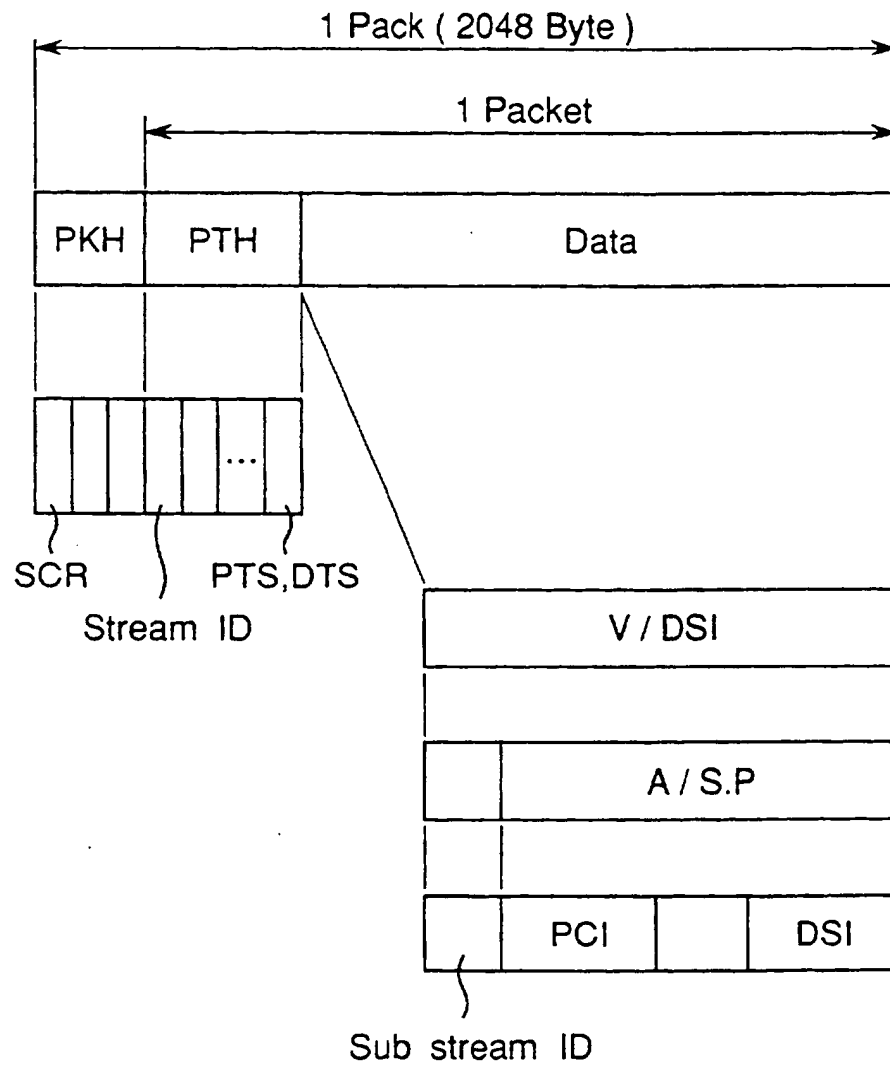 1 Pack ( 2048 Byte )
1 Packet
PKH PTH Data
...
SCR PTS,DTS
Stream ID
V / DSI
A / S.P
PCI DSI
Sub stream ID